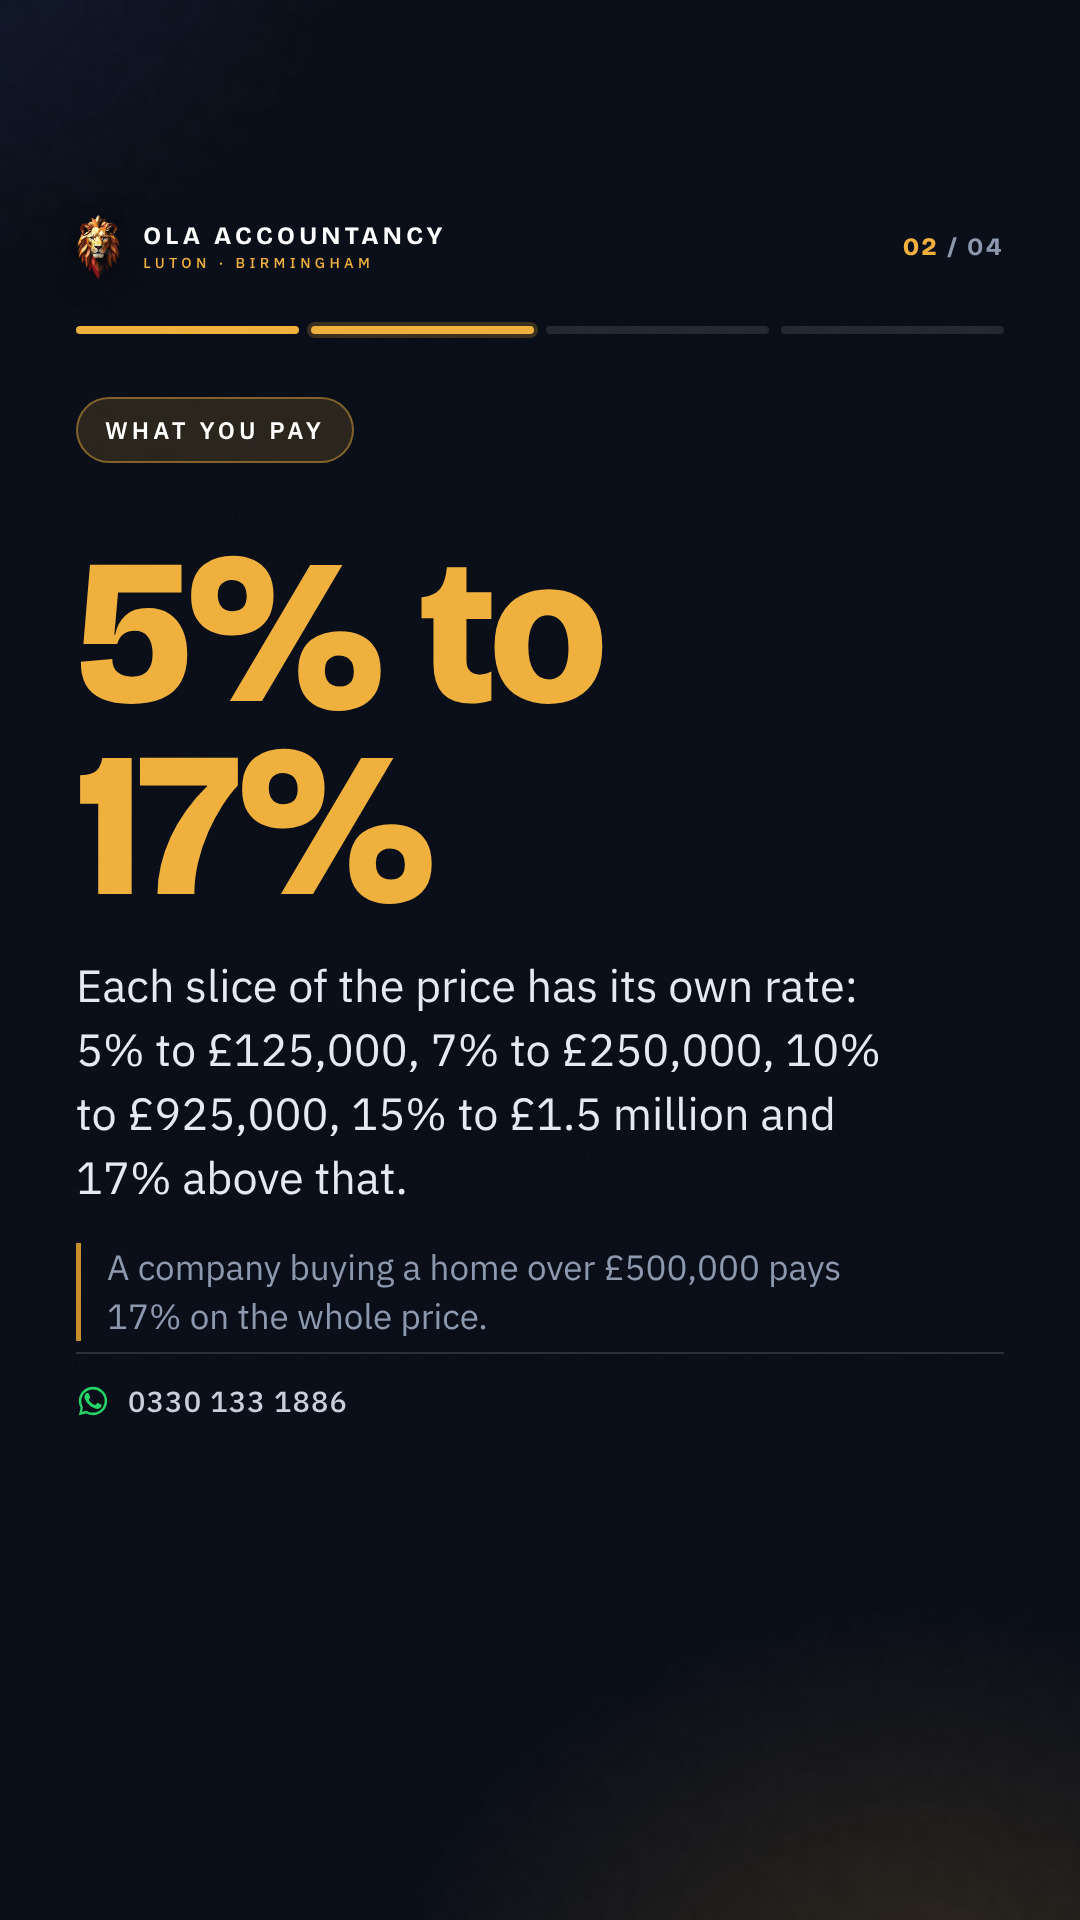 OLA ACCOUNTANCY
LUTON · BIRMINGHAM
02 / 04
WHAT YOU PAY
5% to
17%
Each slice of the price has its own rate:
5% to £125,000, 7% to £250,000, 10%
to £925,000, 15% to £1.5 million and
17% above that.
A company buying a home over £500,000 pays
17% on the whole price.
0330 133 1886